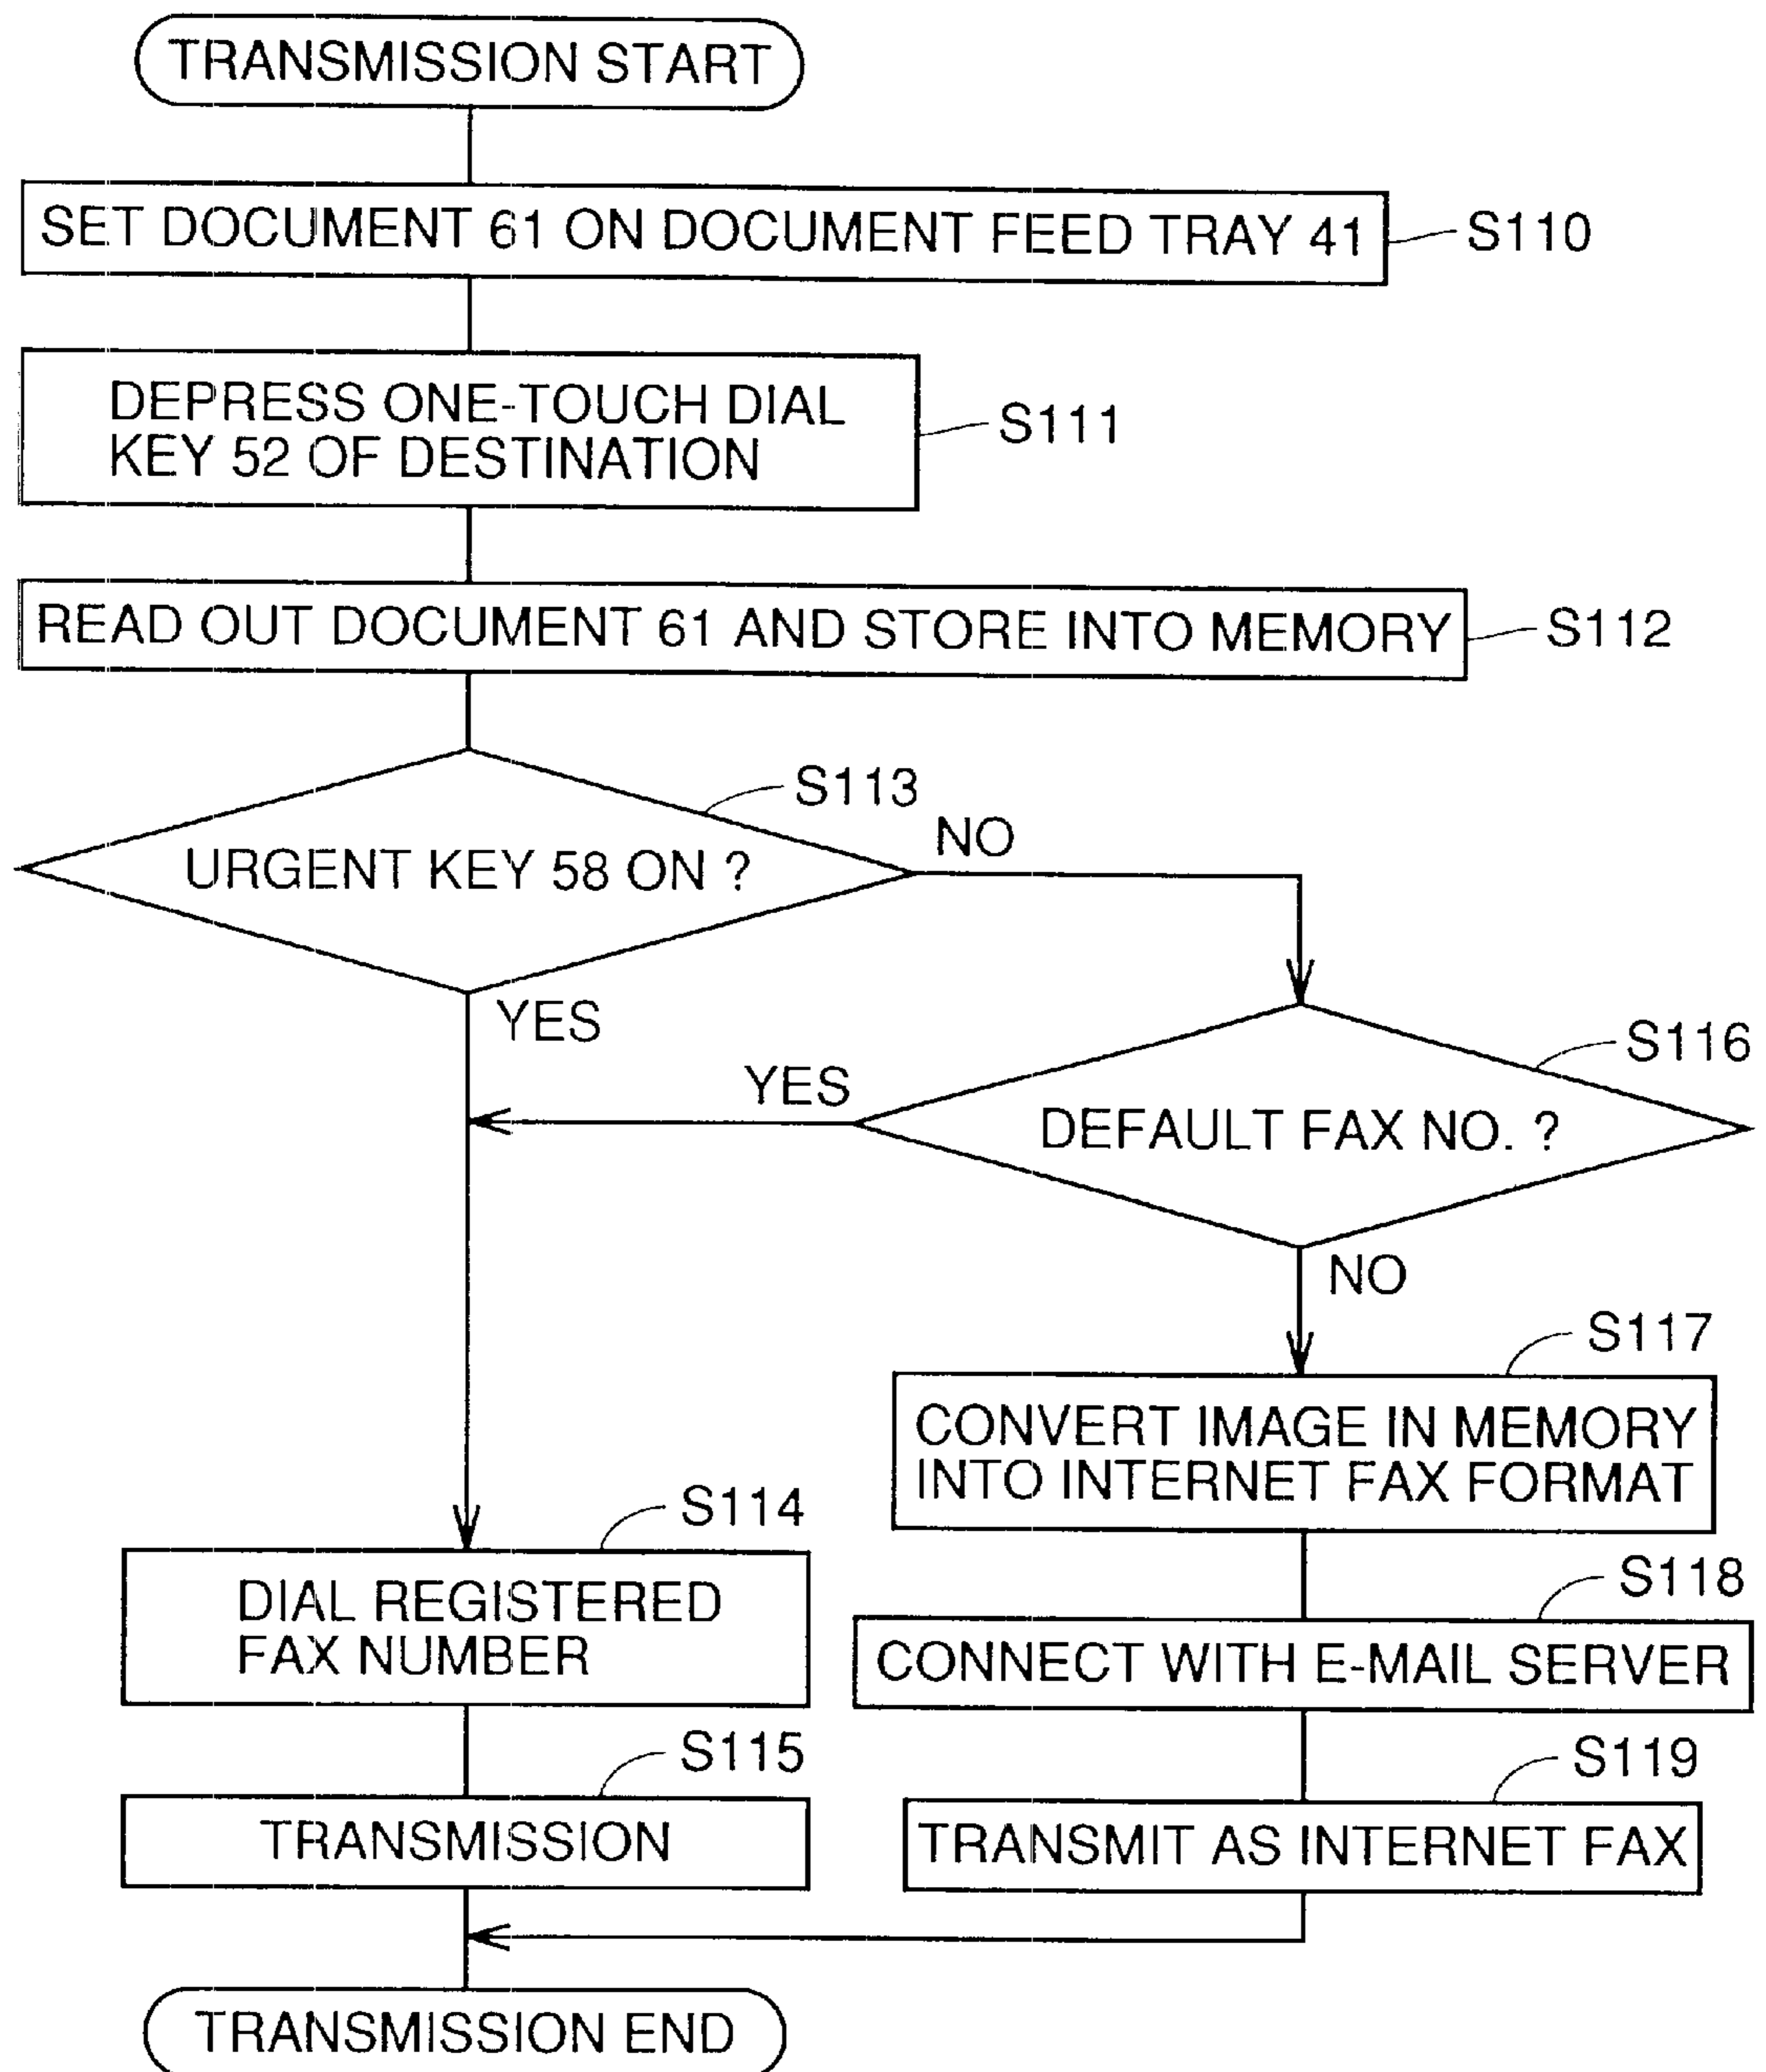 TRANSMISSION START
SET DOCUMENT 61 ON DOCUMENT FEED TRAY 41
S110
DEPRESS ONE-TOUCH DIAL
KEY 52 OF DESTINATION
S111
READ OUT DOCUMENT 61 AND STORE INTO MEMORY
S112
S113
URGENT KEY 58 ON ?
NO
YES
S116
YES
DEFAULT FAX NO. ?
NO
S117
CONVERT IMAGE IN MEMORY
INTO INTERNET FAX FORMAT
S114
DIAL REGISTERED
FAX NUMBER
S118
CONNECT WITH E-MAIL SERVER
S115
TRANSMISSION
S119
TRANSMIT AS INTERNET FAX
TRANSMISSION END